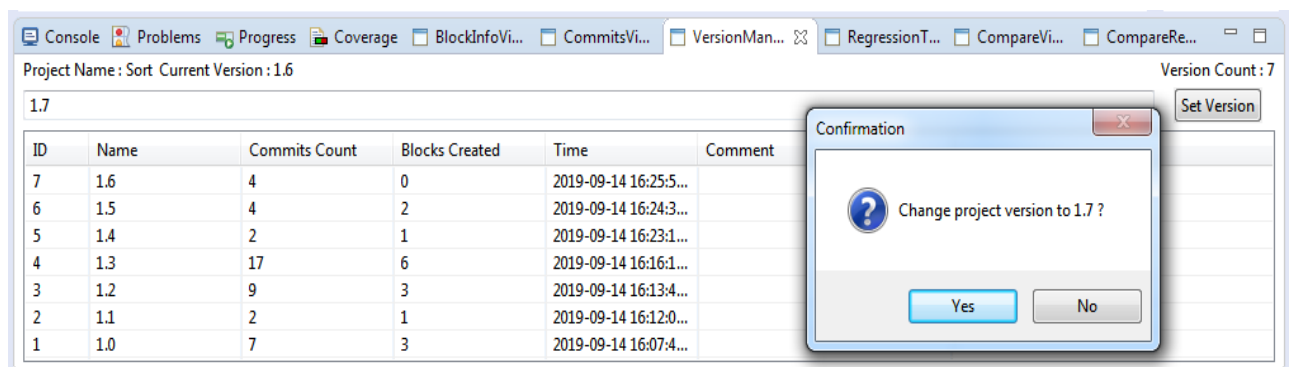 Console Problems Progress Coverage BlockInfoVi... CommitsVi... VersionMan... RegressionT... CompareVi... CompareRe...
Project Name : Sort Current Version : 1.6 Version Count : 7
1.7 Set Version
Confirmation
Change project version to 1.7 ?
Yes No
ID Name Commits Count Blocks Created Time Comment
7 1.6 4 0 2019-09-14 16:25:5...
6 1.5 4 2 2019-09-14 16:24:3...
5 1.4 2 1 2019-09-14 16:23:1...
4 1.3 17 6 2019-09-14 16:16:1...
3 1.2 9 3 2019-09-14 16:13:4...
2 1.1 2 1 2019-09-14 16:12:0...
1 1.0 7 3 2019-09-14 16:07:4...